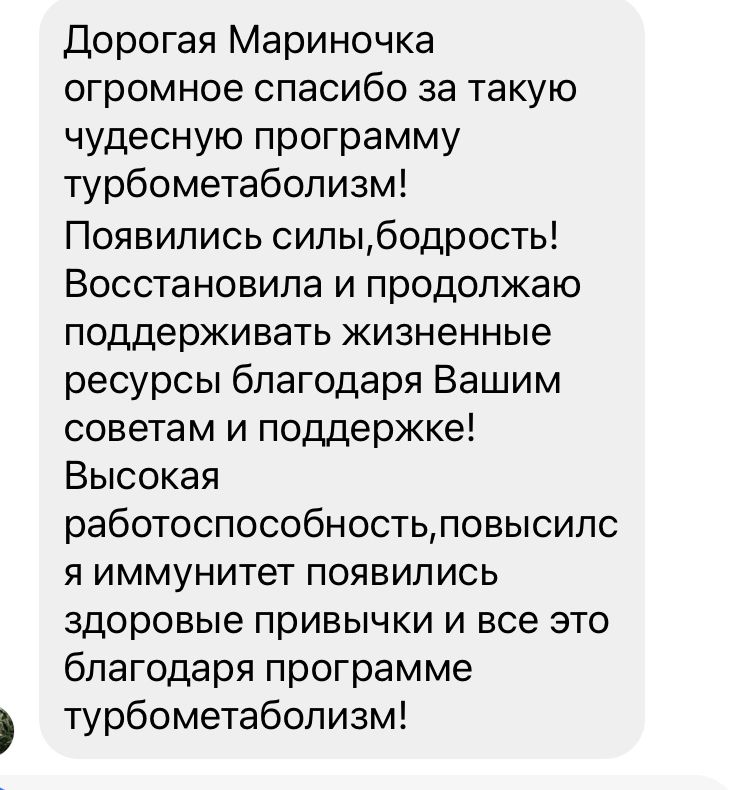 Дорогая Мариночка
огромное спасибо за такую
чудесную программу
турбометаболизм!
Появились силы,бодрость!
Восстановила и продолжаю
поддерживать жизненные
ресурсы благодаря Вашим
советам и поддержке!
Высокая
работоспособность,повысилс
я иммунитет появились
здоровые привычки и все это
благодаря программе
турбометаболизм!